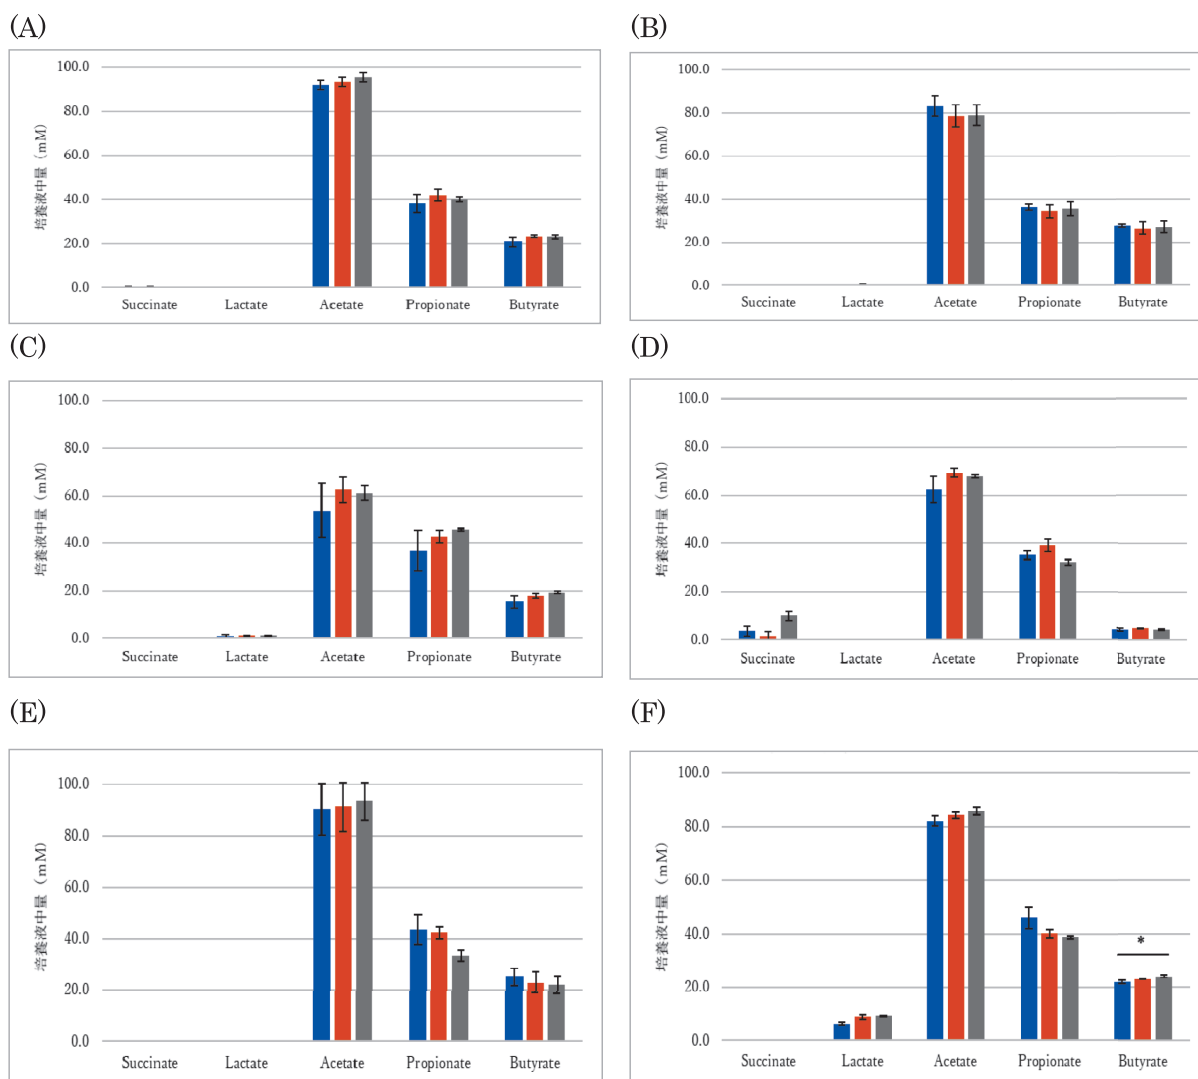 (A)
100.0
80.0
60.0
40.0
20.0
0.0
培養液中量（mM）
Succinate Lactate Acetate Propionate Butyrate
(B)
100.0
80.0
60.0
40.0
20.0
0.0
培養液中量（mM）
Succinate Lactate Acetate Propionate Butyrate
(C)
100.0
80.0
60.0
40.0
20.0
0.0
培養液中量（mM）
Succinate Lactate Acetate Propionate Butyrate
(D)
100.0
80.0
60.0
40.0
20.0
0.0
培養液中量（mM）
Succinate Lactate Acetate Propionate Butyrate
(E)
100.0
80.0
60.0
40.0
20.0
0.0
培養液中量（mM）
Succinate Lactate Acetate Propionate Butyrate
(F)
100.0
80.0
60.0
40.0
20.0
0.0
培養液中量（mM）
*
Succinate Lactate Acetate Propionate Butyrate